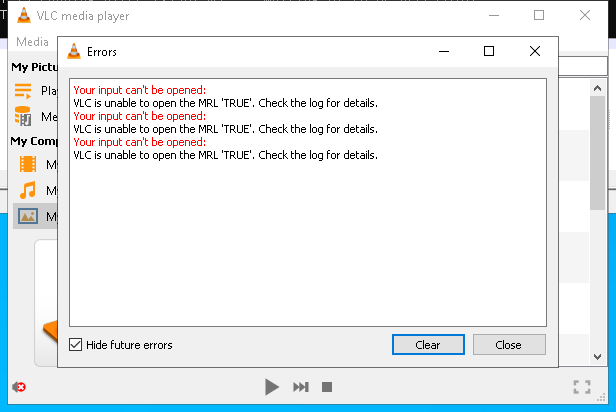 VLC media player
Media
Errors
My Pictu
Your input can't be opened:
VLC is unable to open the MRL 'TRUE'. Check the log for details.
Your input can't be opened:
VLC is unable to open the MRL 'TRUE'. Check the log for details.
Your input can't be opened:
VLC is unable to open the MRL 'TRUE'. Check the log for details.
Pla
Me
My Comp
My
My
My
Hide future errors
Clear
Close